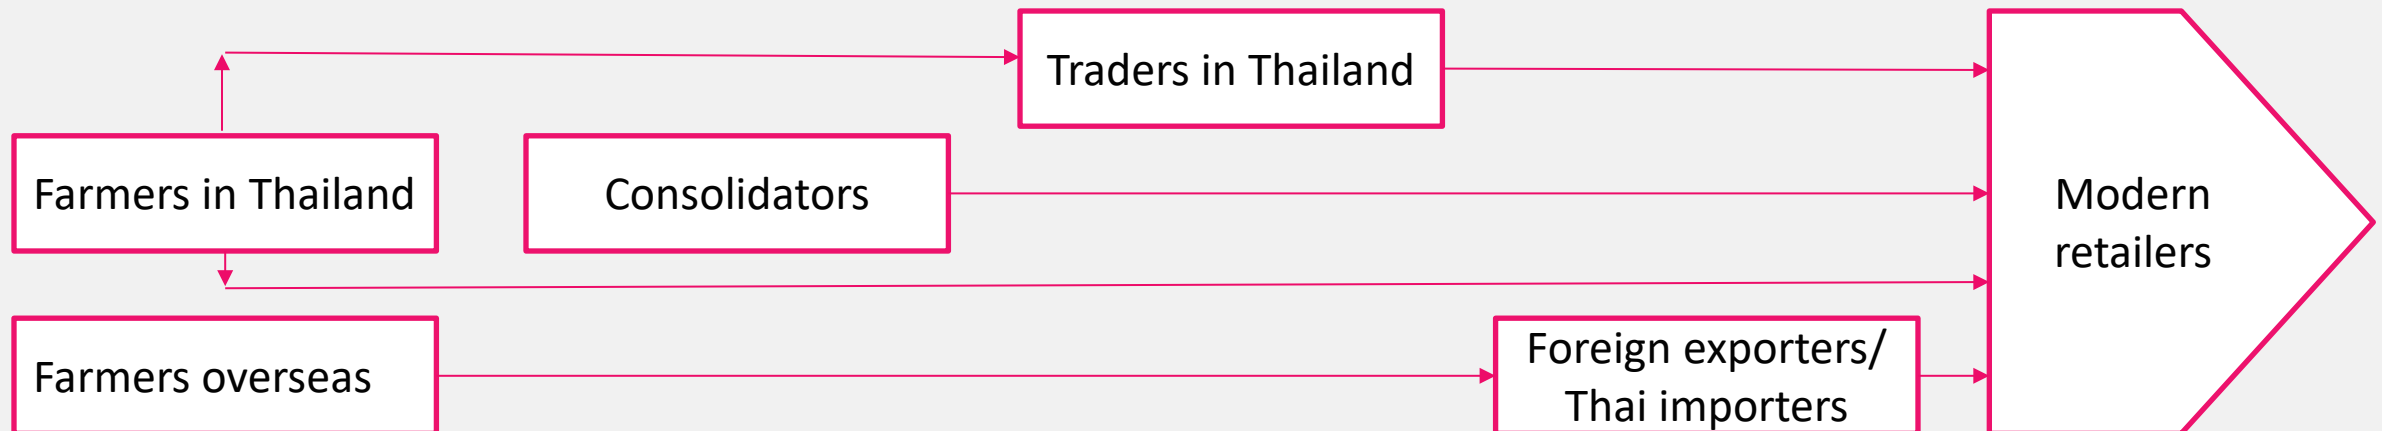 Traders in Thailand
Farmers in Thailand
Consolidators
Modern
retailers
Farmers overseas
Foreign exporters/
Thai importers